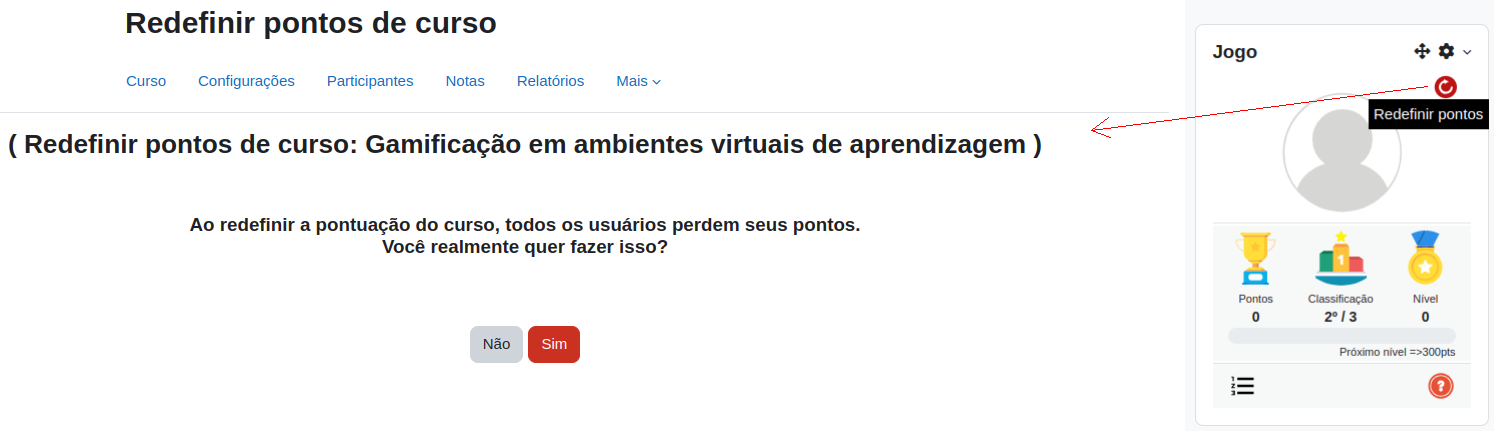 Redefinir pontos de curso
Curso Configurações Participantes Notas Relatórios Mais
( Redefinir pontos de curso: Gamificação em ambientes virtuais de aprendizagem )
Ao redefinir a pontuação do curso, todos os usuários perdem seus pontos.
Você realmente quer fazer isso?
Não Sim
Jogo
Redefinir pontos
1
Pontos Classificação Nível
0 2º / 3 0
Próximo nível =>300pts
1
2
3
?